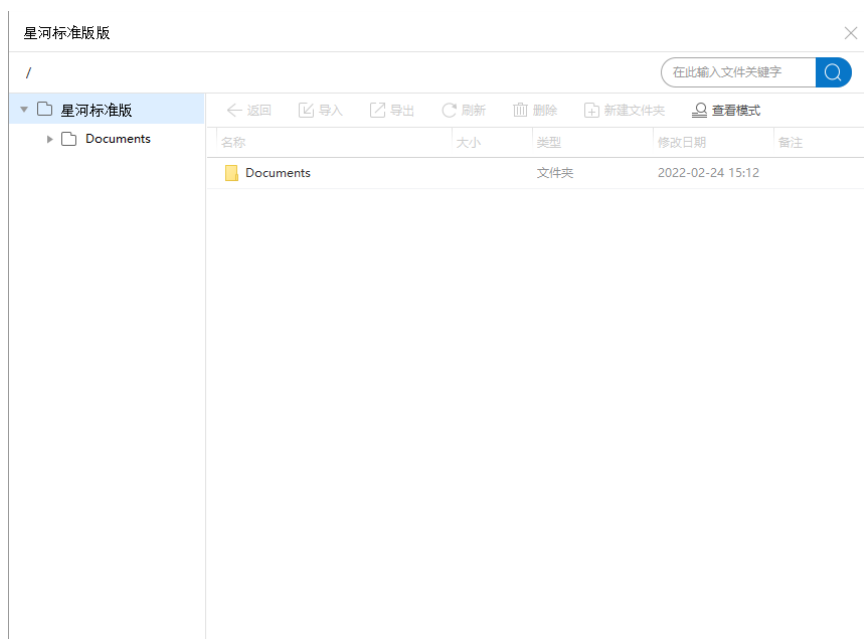 星河标准版版
/
在此输入文件关键字
星河标准版
返回 导入 导出 刷新 删除 新建文件夹 查看模式
Documents
名称 大小 类型 修改日期 备注
Documents 文件夹 2022-02-24 15:12